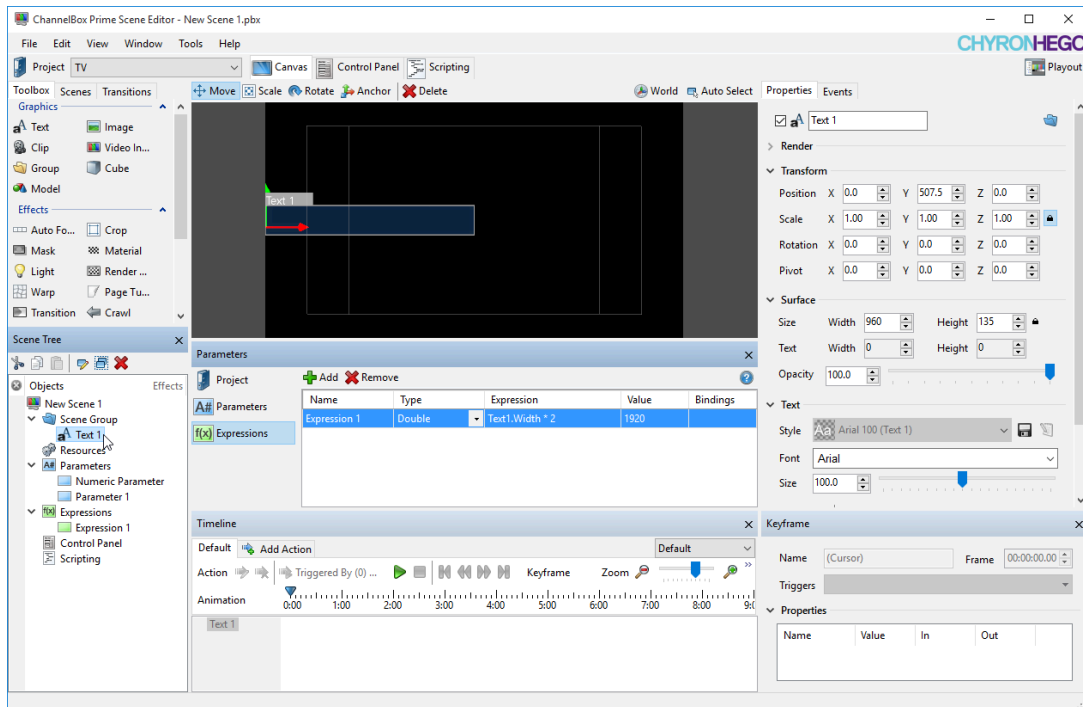 ChannelBox Prime Scene Editor - New Scene 1.pbx
File Edit View Window Tools Help
CHYRONHEGO
Project TV Canvas Control Panel Scripting Playout
Toolbox Scenes Transitions
Move Scale Rotate Anchor Delete World Auto Select
Properties Events
Graphics
Text Image
Clip Video In...
Group Cube
Model
Effects
Auto Fo... Crop
Mask Material
Light Render ...
Warp Page Tu...
Transition Crawl
Text 1
Text 1
Render
Transform
Position X 0.0 Y 507.5 Z 0.0
Scale X 1.00 Y 1.00 Z 1.00
Rotation X 0.0 Y 0.0 Z 0.0
Pivot X 0.0 Y 0.0 Z 0.0
Surface
Size Width 960 Height 135
Text Width 0 Height 0
Opacity 100.0
Text
Style Aa Arial 100 (Text 1)
Font Arial
Size 100.0
Scene Tree
Objects Effects
New Scene 1
Scene Group
Text 1
Resources
Parameters
Numeric Parameter
Parameter 1
Expressions
Expression 1
Control Panel
Scripting
Parameters
Project
A# Parameters
f(x) Expressions
Add Remove
Name Type Expression Value Bindings
Expression 1 Double Text1.Width * 2 1920
Timeline
Default Add Action Default
Action Triggered By (0) ... Keyframe Zoom
Animation 0:00 1:00 2:00 3:00 4:00 5:00 6:00 7:00 8:00 9:0
Text 1
Keyframe
Name (Cursor) Frame 00:00:00.00
Triggers
Properties
Name Value In Out